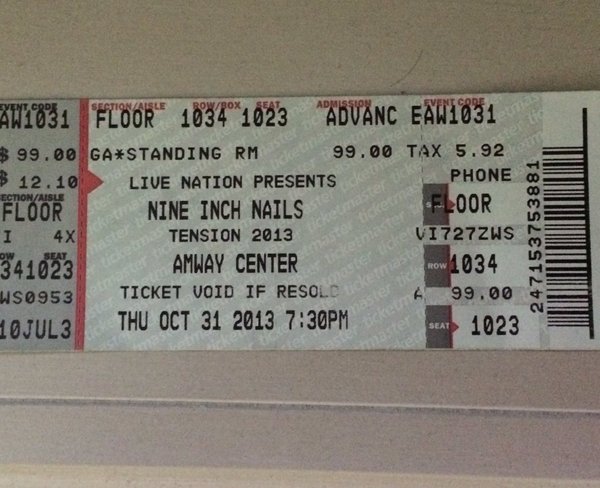 EVENT CODE SECTION/AISLE ROW/BOX SEAT ADMISSION EVENT CODE
AW1031 FLOOR 1034 1023 ADVANC EAW1031
$ 99.00 GA*STANDING RM 99.00 TAX 5.92
$ 12.10 LIVE NATION PRESENTS PHONE
SECTION/AISLE
FLOOR NINE INCH NAILS FLOOR
I 4X TENSION 2013 VI727ZWS
ROW SEAT
341023 AMWAY CENTER ROW 1034
WS0953 TICKET VOID IF RESOLD A 99.00
10JUL3 THU OCT 31 2013 7:30PM SEAT 1023
247153753881
ticketmaster